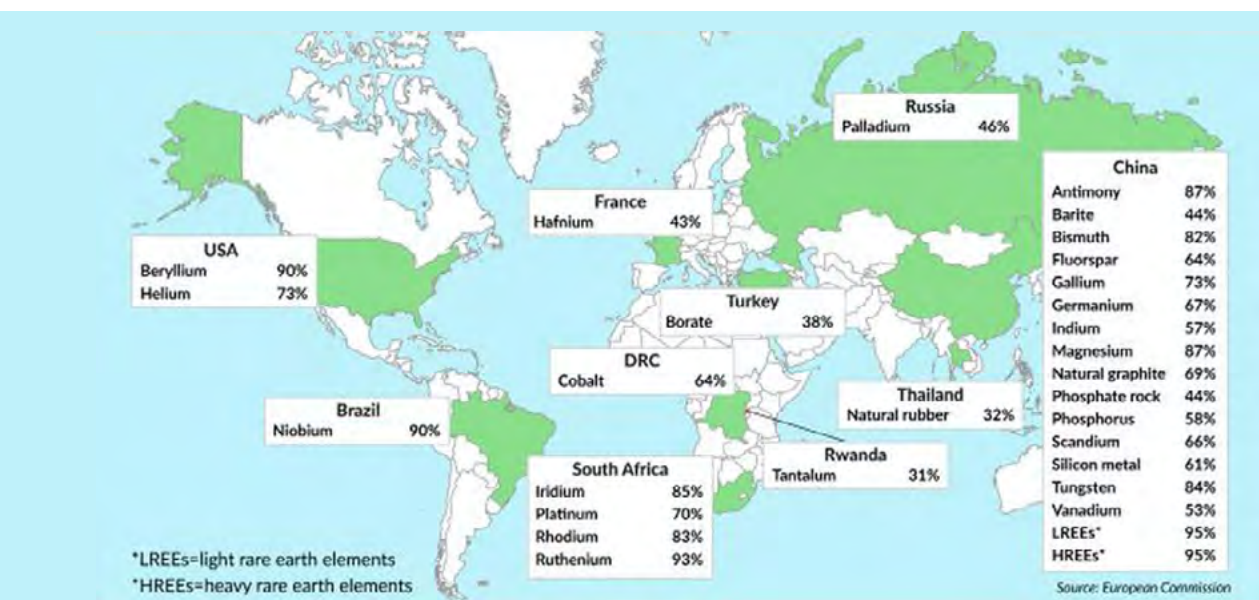 Russia
Palladium 46%
China
Antimony 87%
Barite 44%
Bismuth 82%
Fluorspar 64%
Gallium 73%
Germanium 67%
Indium 57%
Magnesium 87%
Natural graphite 69%
Phosphate rock 44%
Phosphorus 58%
Scandium 66%
Silicon metal 61%
Tungsten 84%
Vanadium 53%
LREEs* 95%
HREEs* 95%
France
Hafnium 43%
USA
Beryllium 90%
Helium 73%
Turkey
Borate 38%
DRC
Cobalt 64%
Thailand
Natural rubber 32%
Brazil
Niobium 90%
Rwanda
Tantalum 31%
South Africa
Iridium 85%
Platinum 70%
Rhodium 83%
Ruthenium 93%
*LREEs=light rare earth elements
*HREEs=heavy rare earth elements
Source: European Commission